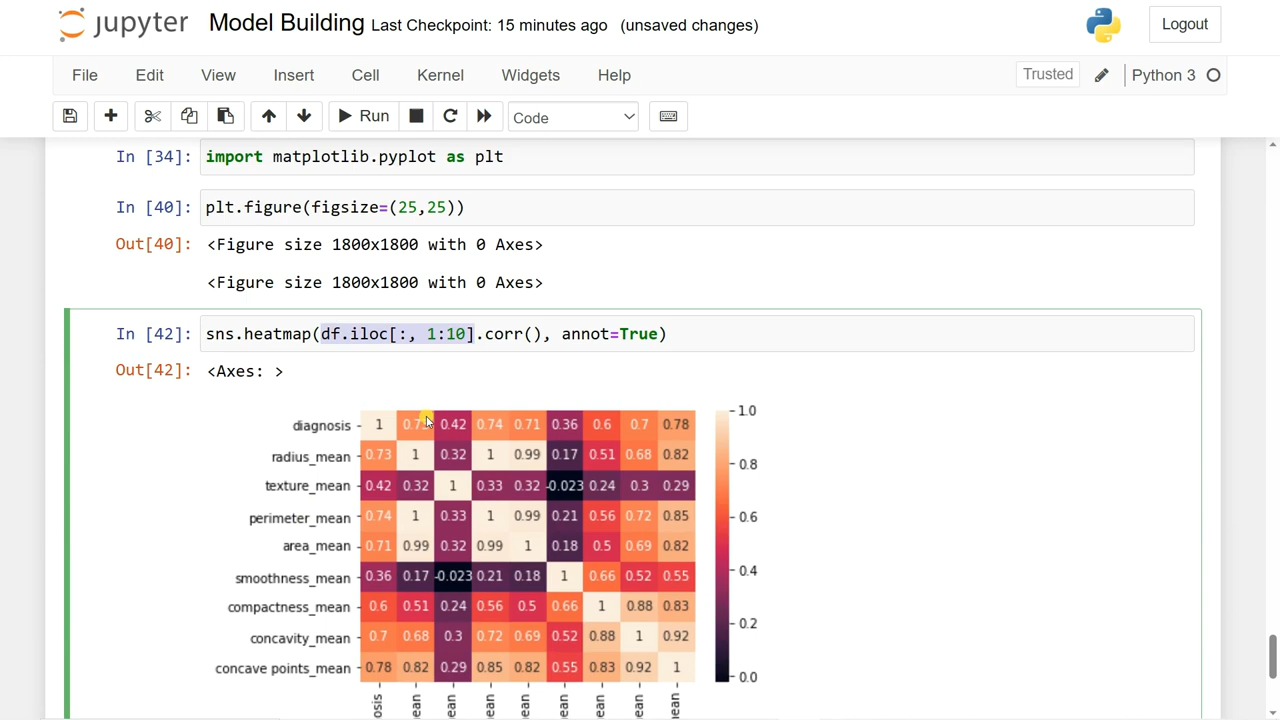 jupyter Model Building Last Checkpoint: 15 minutes ago (unsaved changes) Logout
File Edit View Insert Cell Kernel Widgets Help Trusted Python 3
Run Code
In [34]: import matplotlib.pyplot as plt
In [40]: plt.figure(figsize=(25,25))
Out[40]: <Figure size 1800x1800 with 0 Axes>
<Figure size 1800x1800 with 0 Axes>
In [42]: sns.heatmap(df.iloc[:, 1:10].corr(), annot=True)
Out[42]: <Axes: >
diagnosis 1 0.73 0.42 0.74 0.71 0.36 0.6 0.7 0.78 1.0
radius_mean 0.73 1 0.32 1 0.99 0.17 0.51 0.68 0.82 0.8
texture_mean 0.42 0.32 1 0.33 0.32 -0.023 0.24 0.3 0.29
perimeter_mean 0.74 1 0.33 1 0.99 0.21 0.56 0.72 0.85 0.6
area_mean 0.71 0.99 0.32 0.99 1 0.18 0.5 0.69 0.82
smoothness_mean 0.36 0.17 -0.023 0.21 0.18 1 0.66 0.52 0.55 0.4
compactness_mean 0.6 0.51 0.24 0.56 0.5 0.66 1 0.88 0.83
concavity_mean 0.7 0.68 0.3 0.72 0.69 0.52 0.88 1 0.92 0.2
concave points_mean 0.78 0.82 0.29 0.85 0.82 0.55 0.83 0.92 1 0.0